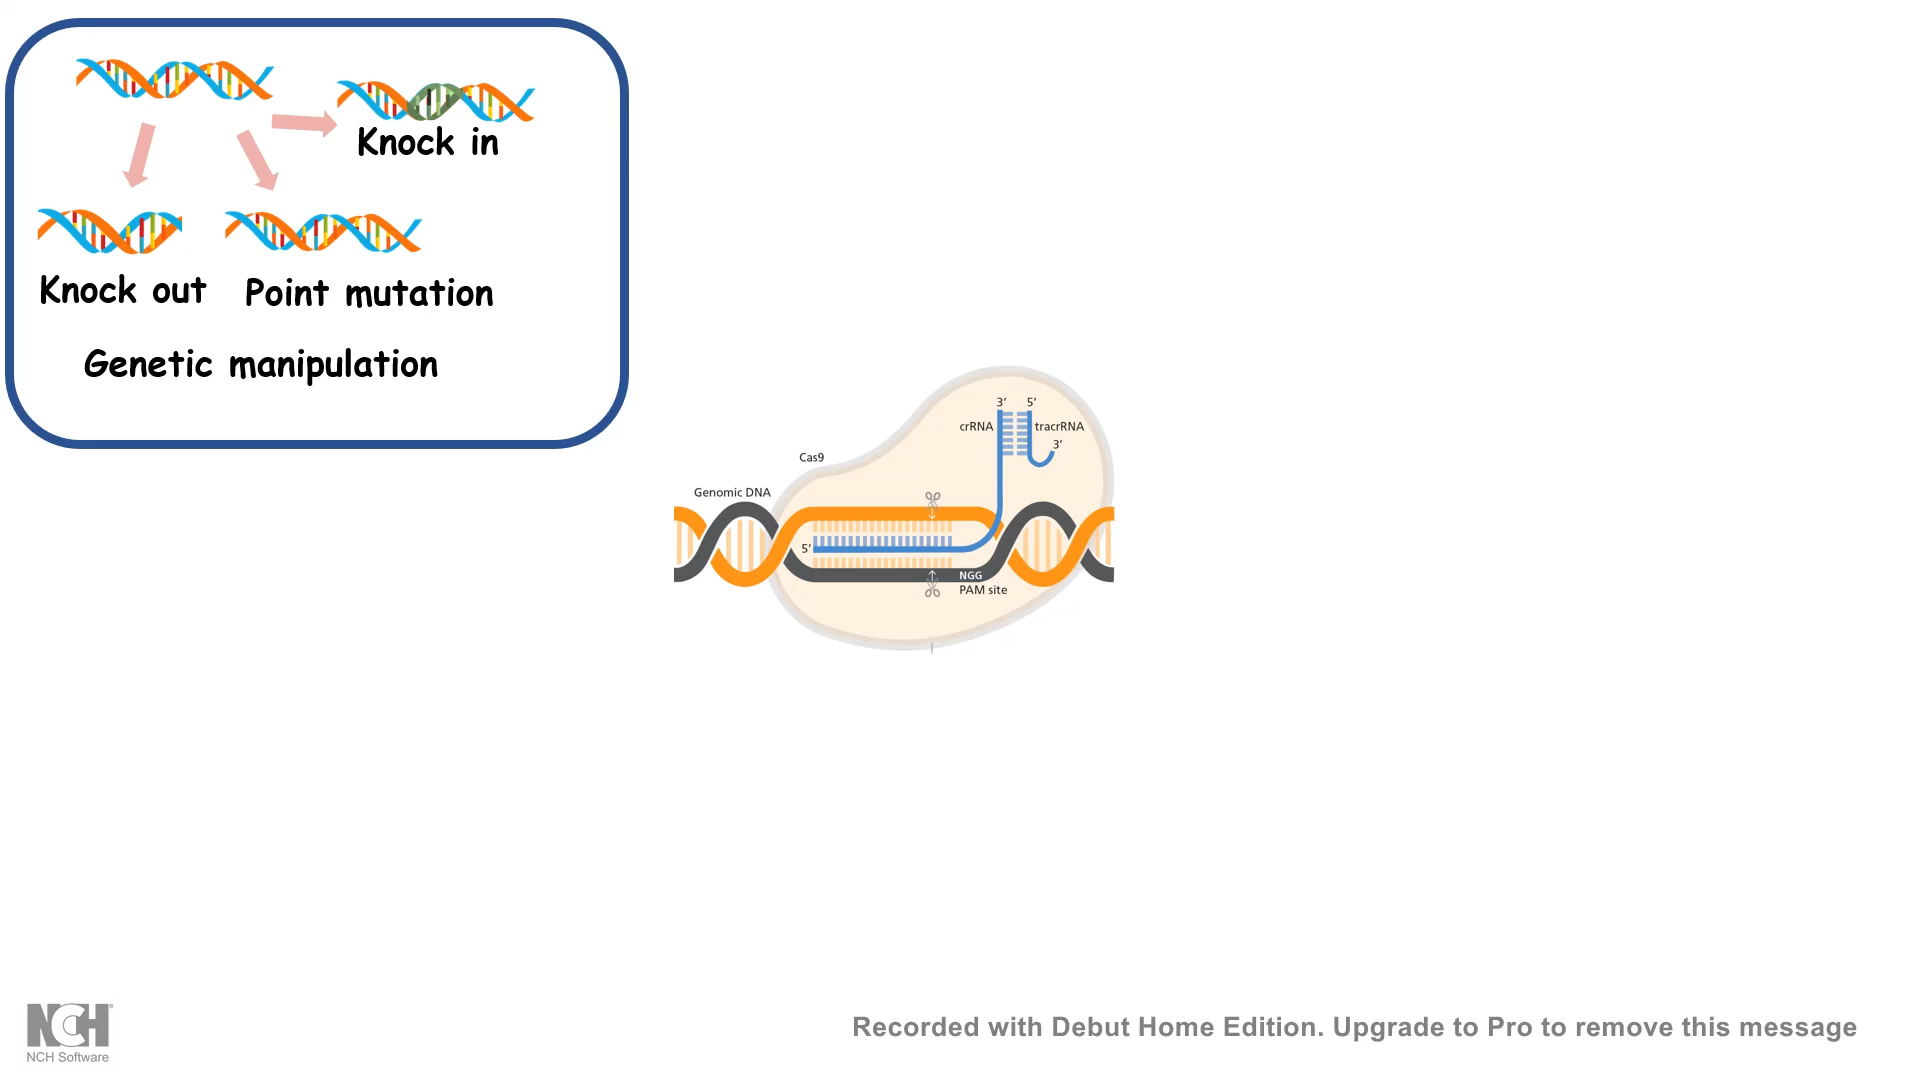 Knock in
Knock out
Point mutation
Genetic manipulation
3’ 5’
crRNA
tracrRNA
3’
Cas9
Genomic DNA
5’
NGG
PAM site
NCH
NCH Software
Recorded with Debut Home Edition. Upgrade to Pro to remove this message